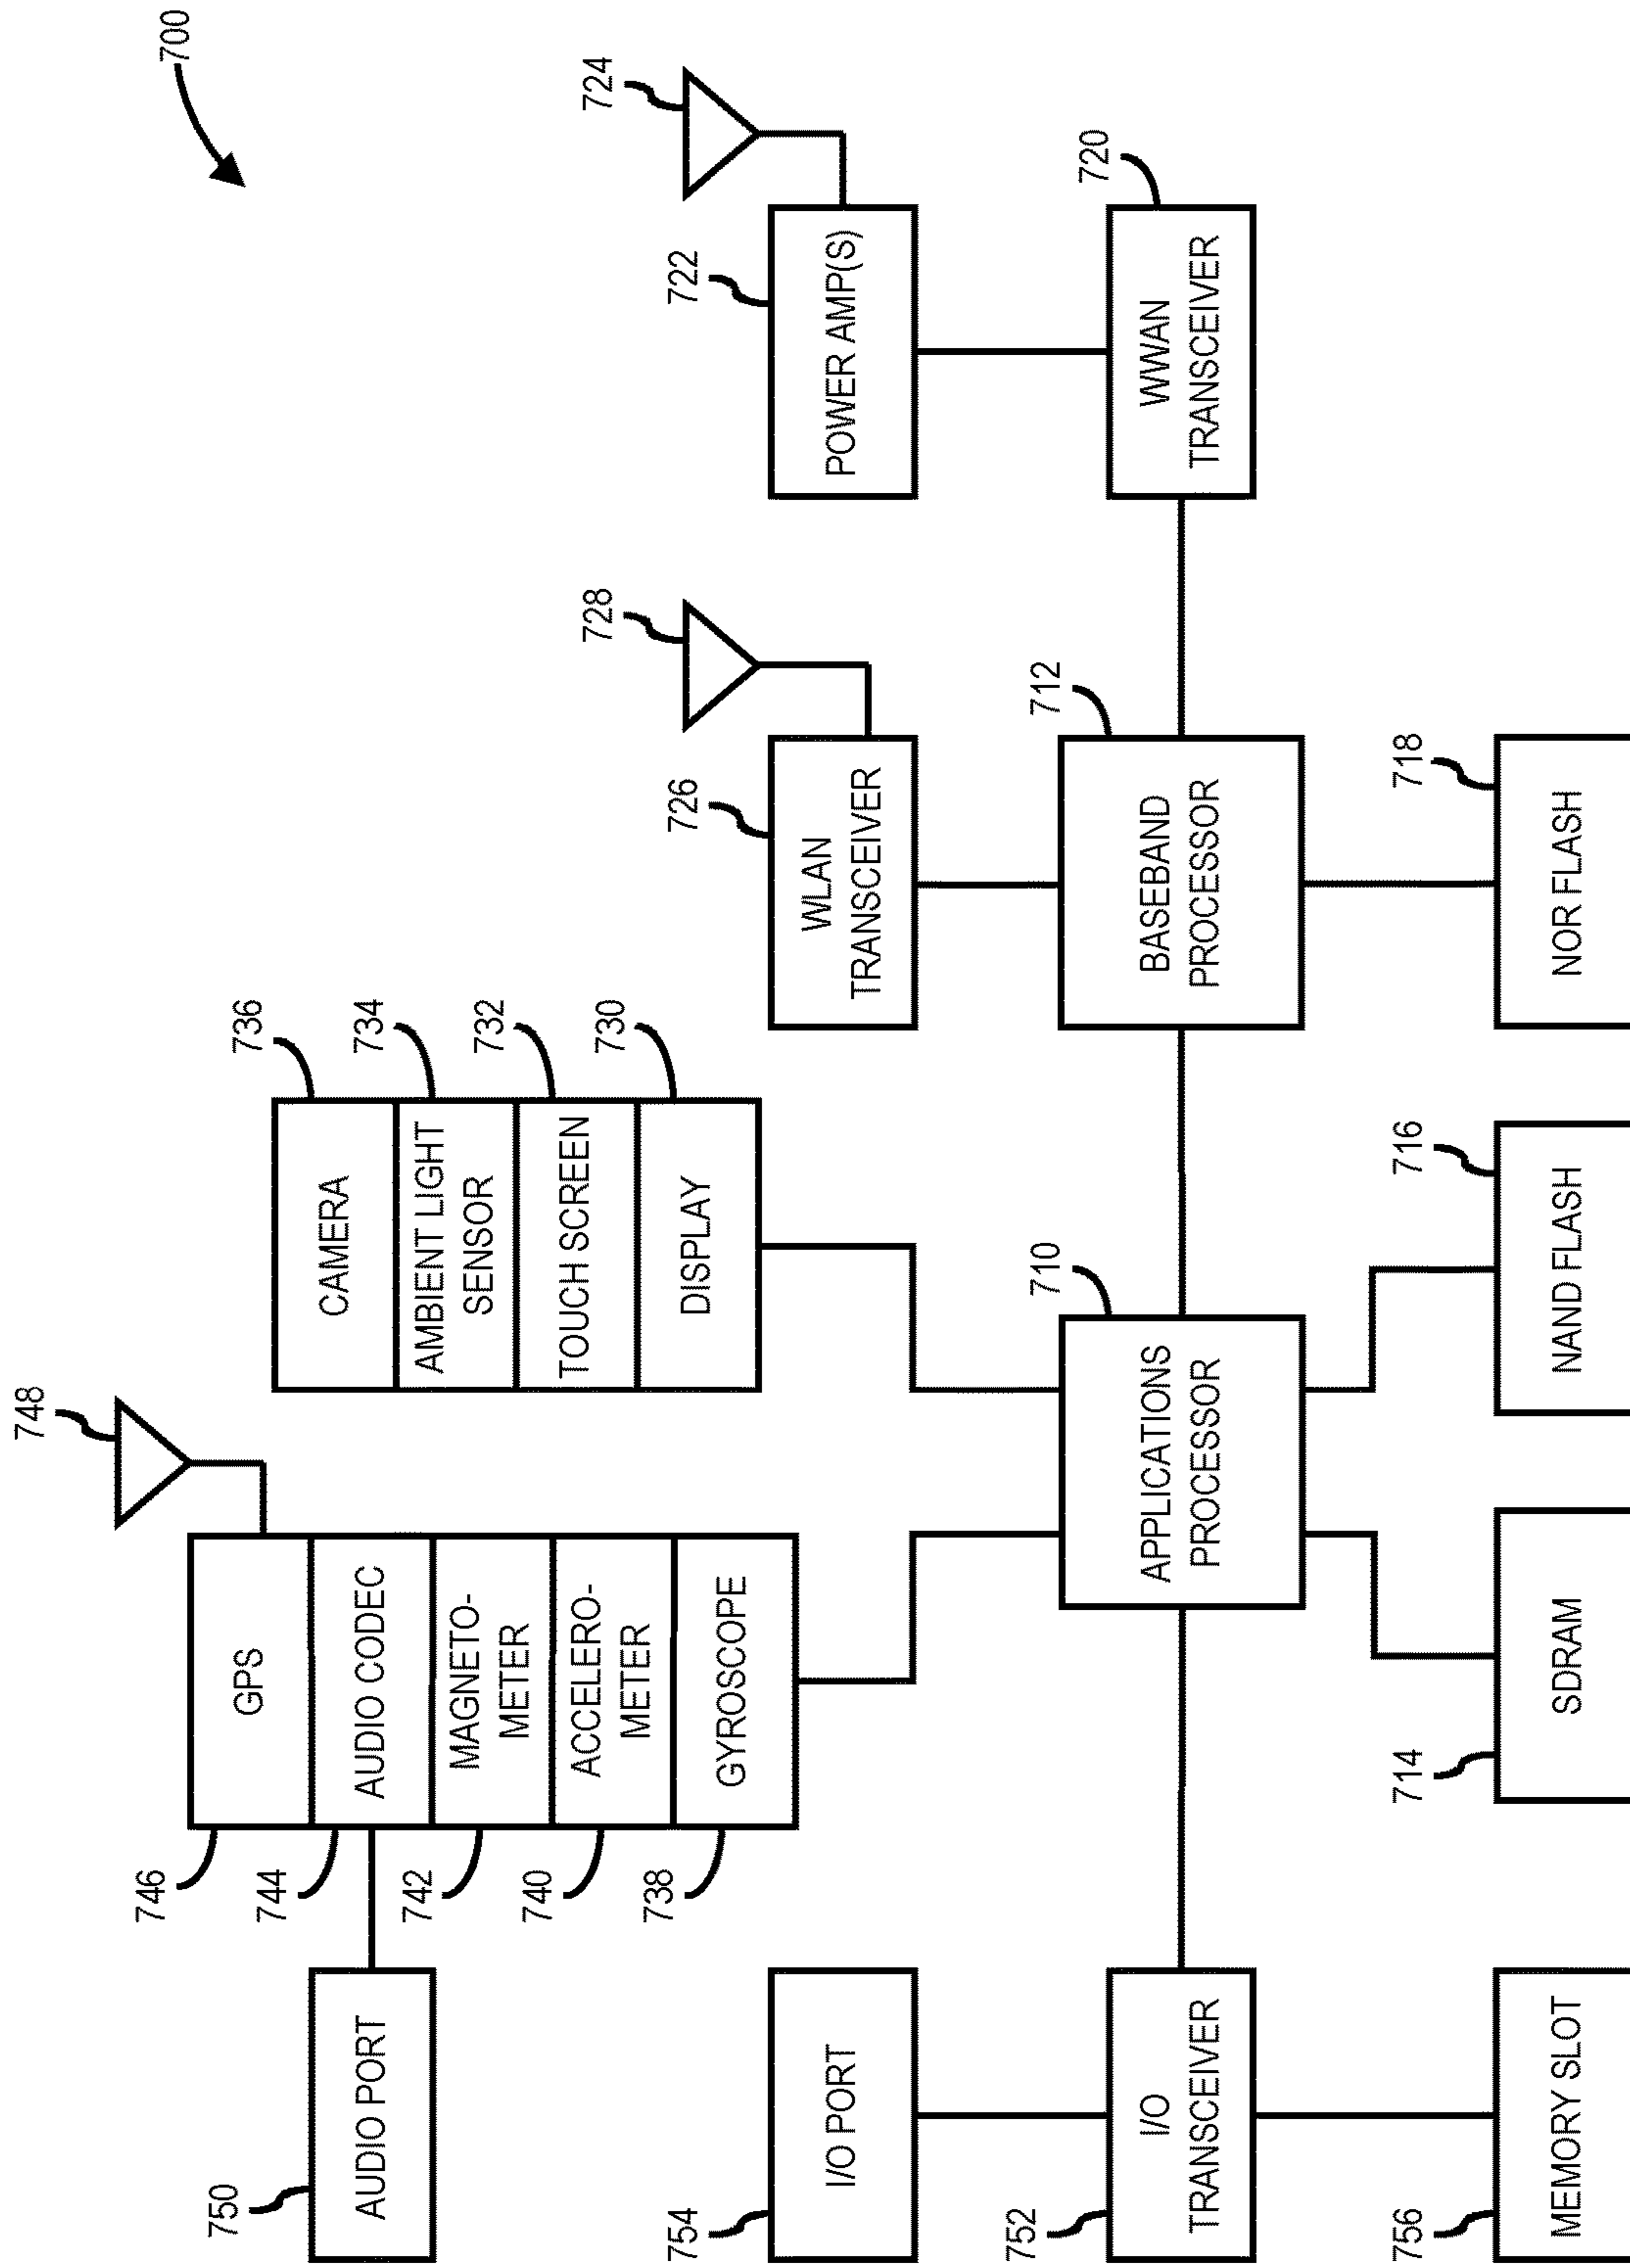 748
700
746
GPS
736
CAMERA
750
AUDIO PORT
744
AUDIO CODEC
734
AMBIENT LIGHT
SENSOR
742
MAGNETO-
METER
732
TOUCH SCREEN
740
ACCELERO-
METER
730
DISPLAY
738
GYROSCOPE
728
724
754
I/O PORT
726
WLAN
TRANSCEIVER
722
POWER AMP(S)
752
I/O
TRANSCEIVER
710
APPLICATIONS
PROCESSOR
712
BASEBAND
PROCESSOR
720
WWAN
TRANSCEIVER
756
MEMORY SLOT
714
SDRAM
716
NAND FLASH
718
NOR FLASH